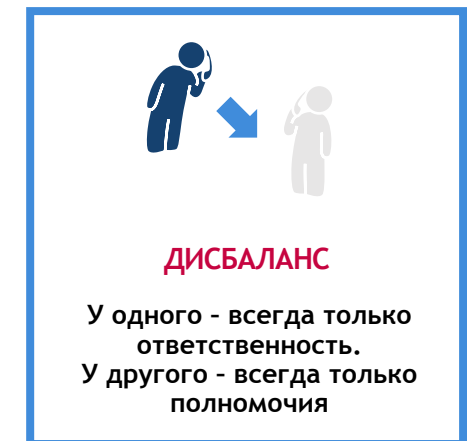 ДИСБАЛАНС
У одного – всегда только
ответственность.
У другого – всегда только
полномочия